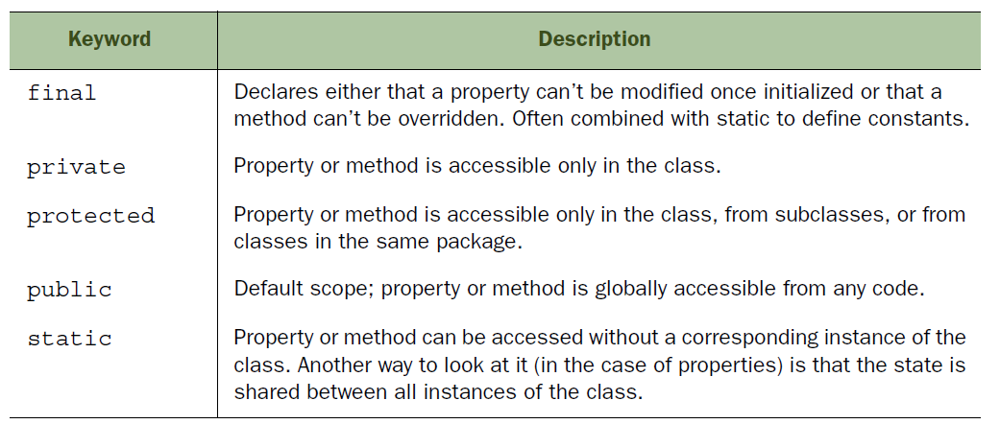 Keyword Description
final Declares either that a property can’t be modified once initialized or that a
method can’t be overridden. Often combined with static to define constants.
private Property or method is accessible only in the class.
protected Property or method is accessible only in the class, from subclasses, or from
classes in the same package.
public Default scope; property or method is globally accessible from any code.
static Property or method can be accessed without a corresponding instance of the
class. Another way to look at it (in the case of properties) is that the state is
shared between all instances of the class.